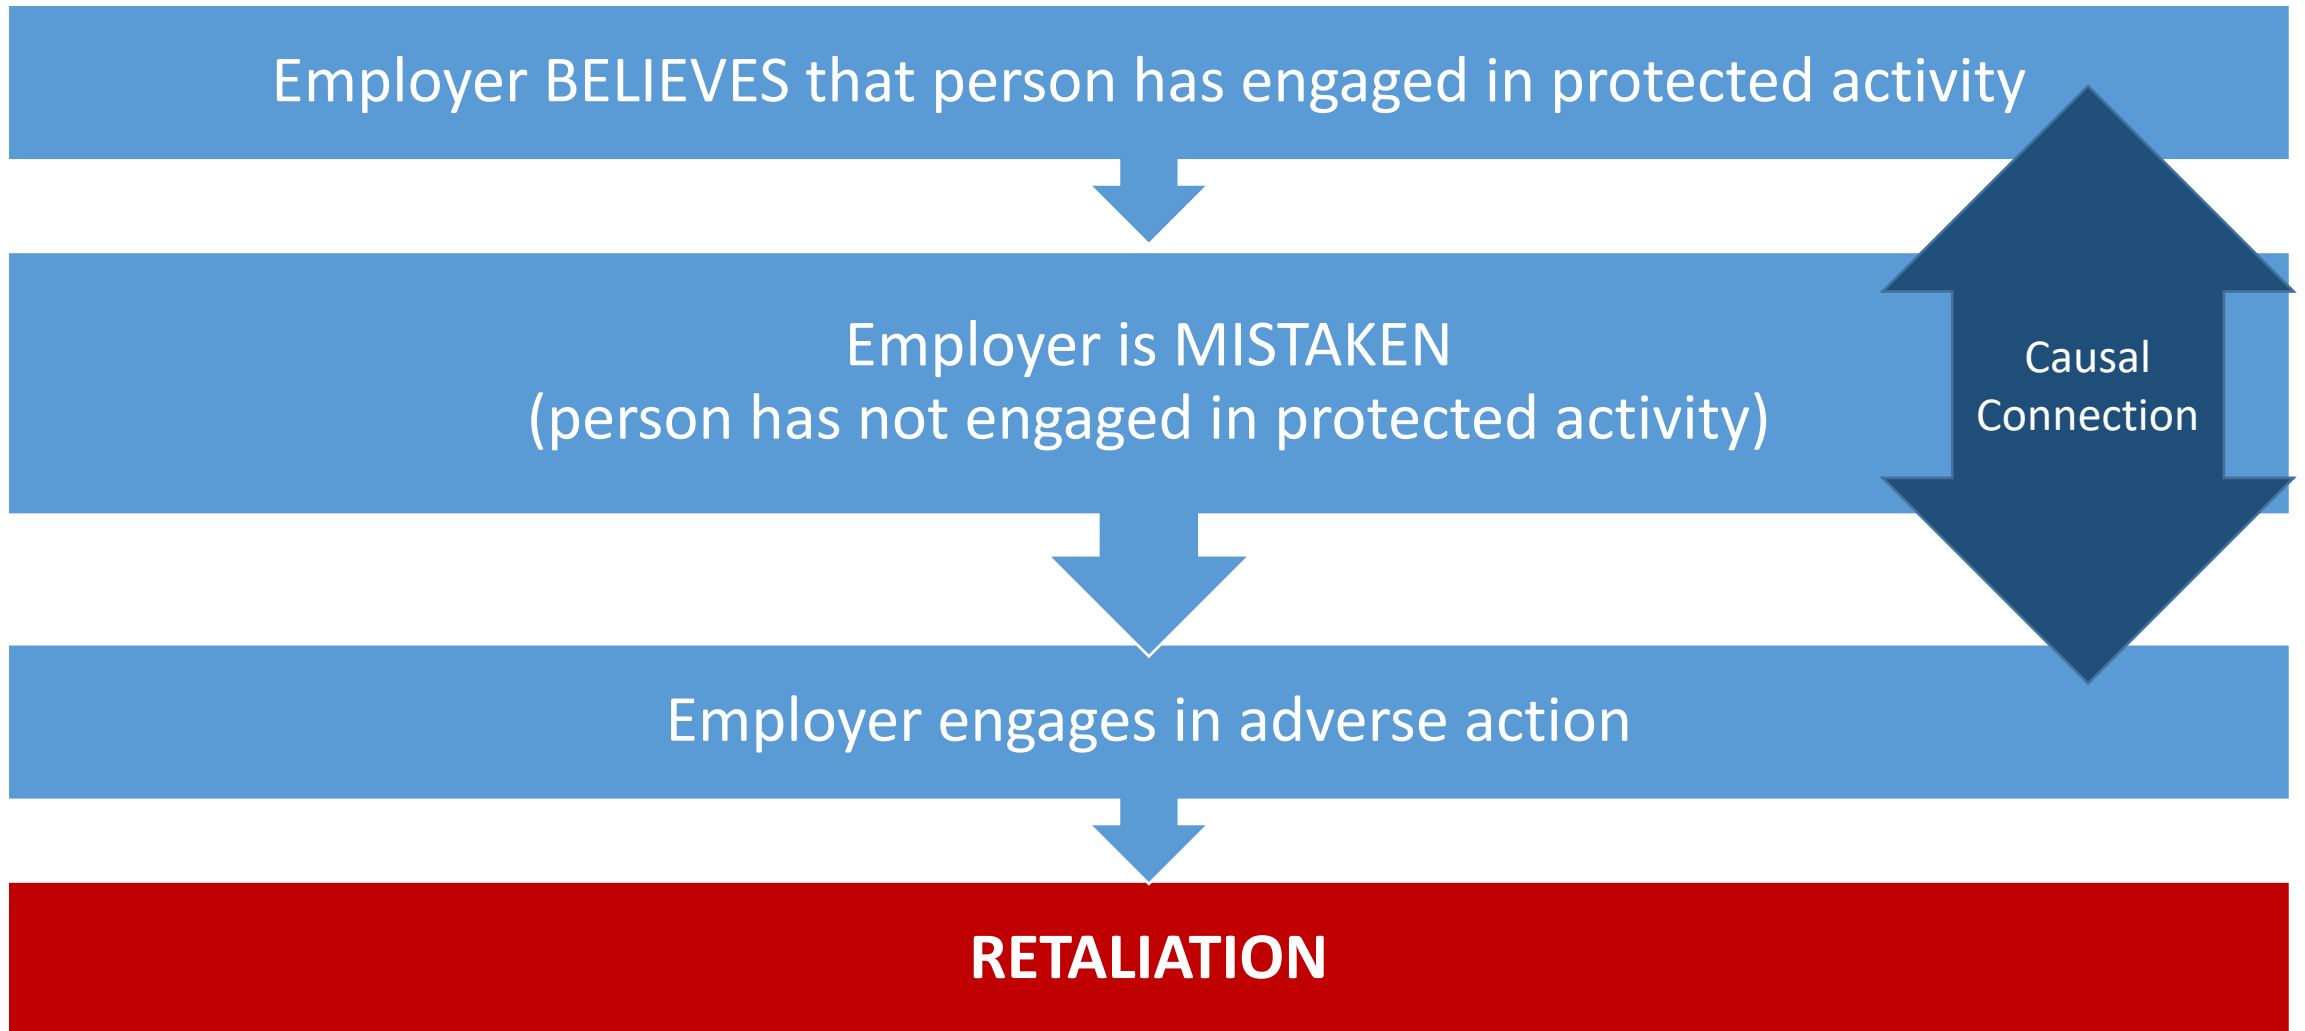 Employer BELIEVES that person has engaged in protected activity
Employer is MISTAKEN
(person has not engaged in protected activity)
Causal
Connection
Employer engages in adverse action
RETALIATION